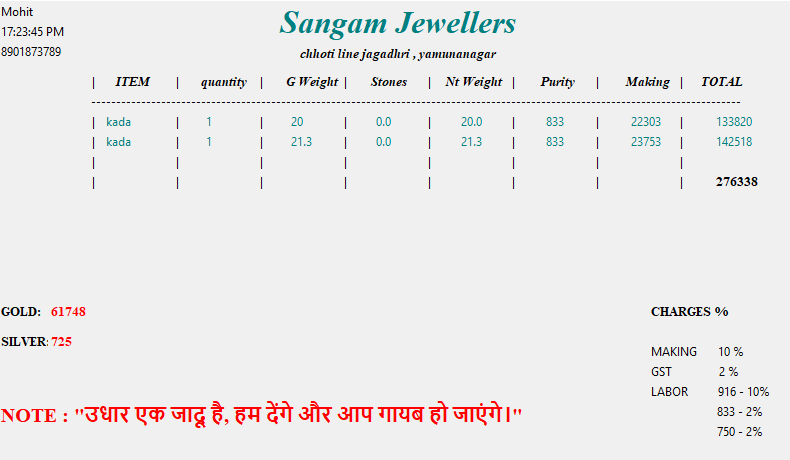 Mohit
Sangam Jewellers
17:23:45 PM
8901873789
chhoti line jagadhri , yamunanagar
| ITEM | quantity | G Weight | Stones | Nt Weight | Purity | Making | TOTAL
--------------------------------------------------------------------------------
| kada | 1 | 20 | 0.0 | 20.0 | 833 | 22303 | 133820
| kada | 1 | 21.3 | 0.0 | 21.3 | 833 | 23753 | 142518
| | | | | | | |
| | | | | | | | 276338
GOLD: 61748
CHARGES %
SILVER: 725
MAKING 10 %
GST 2 %
LABOR 916 - 10%
833 - 2%
750 - 2%
NOTE : "उधार एक जादू है, हम देंगे और आप गायब हो जाएंगे।"